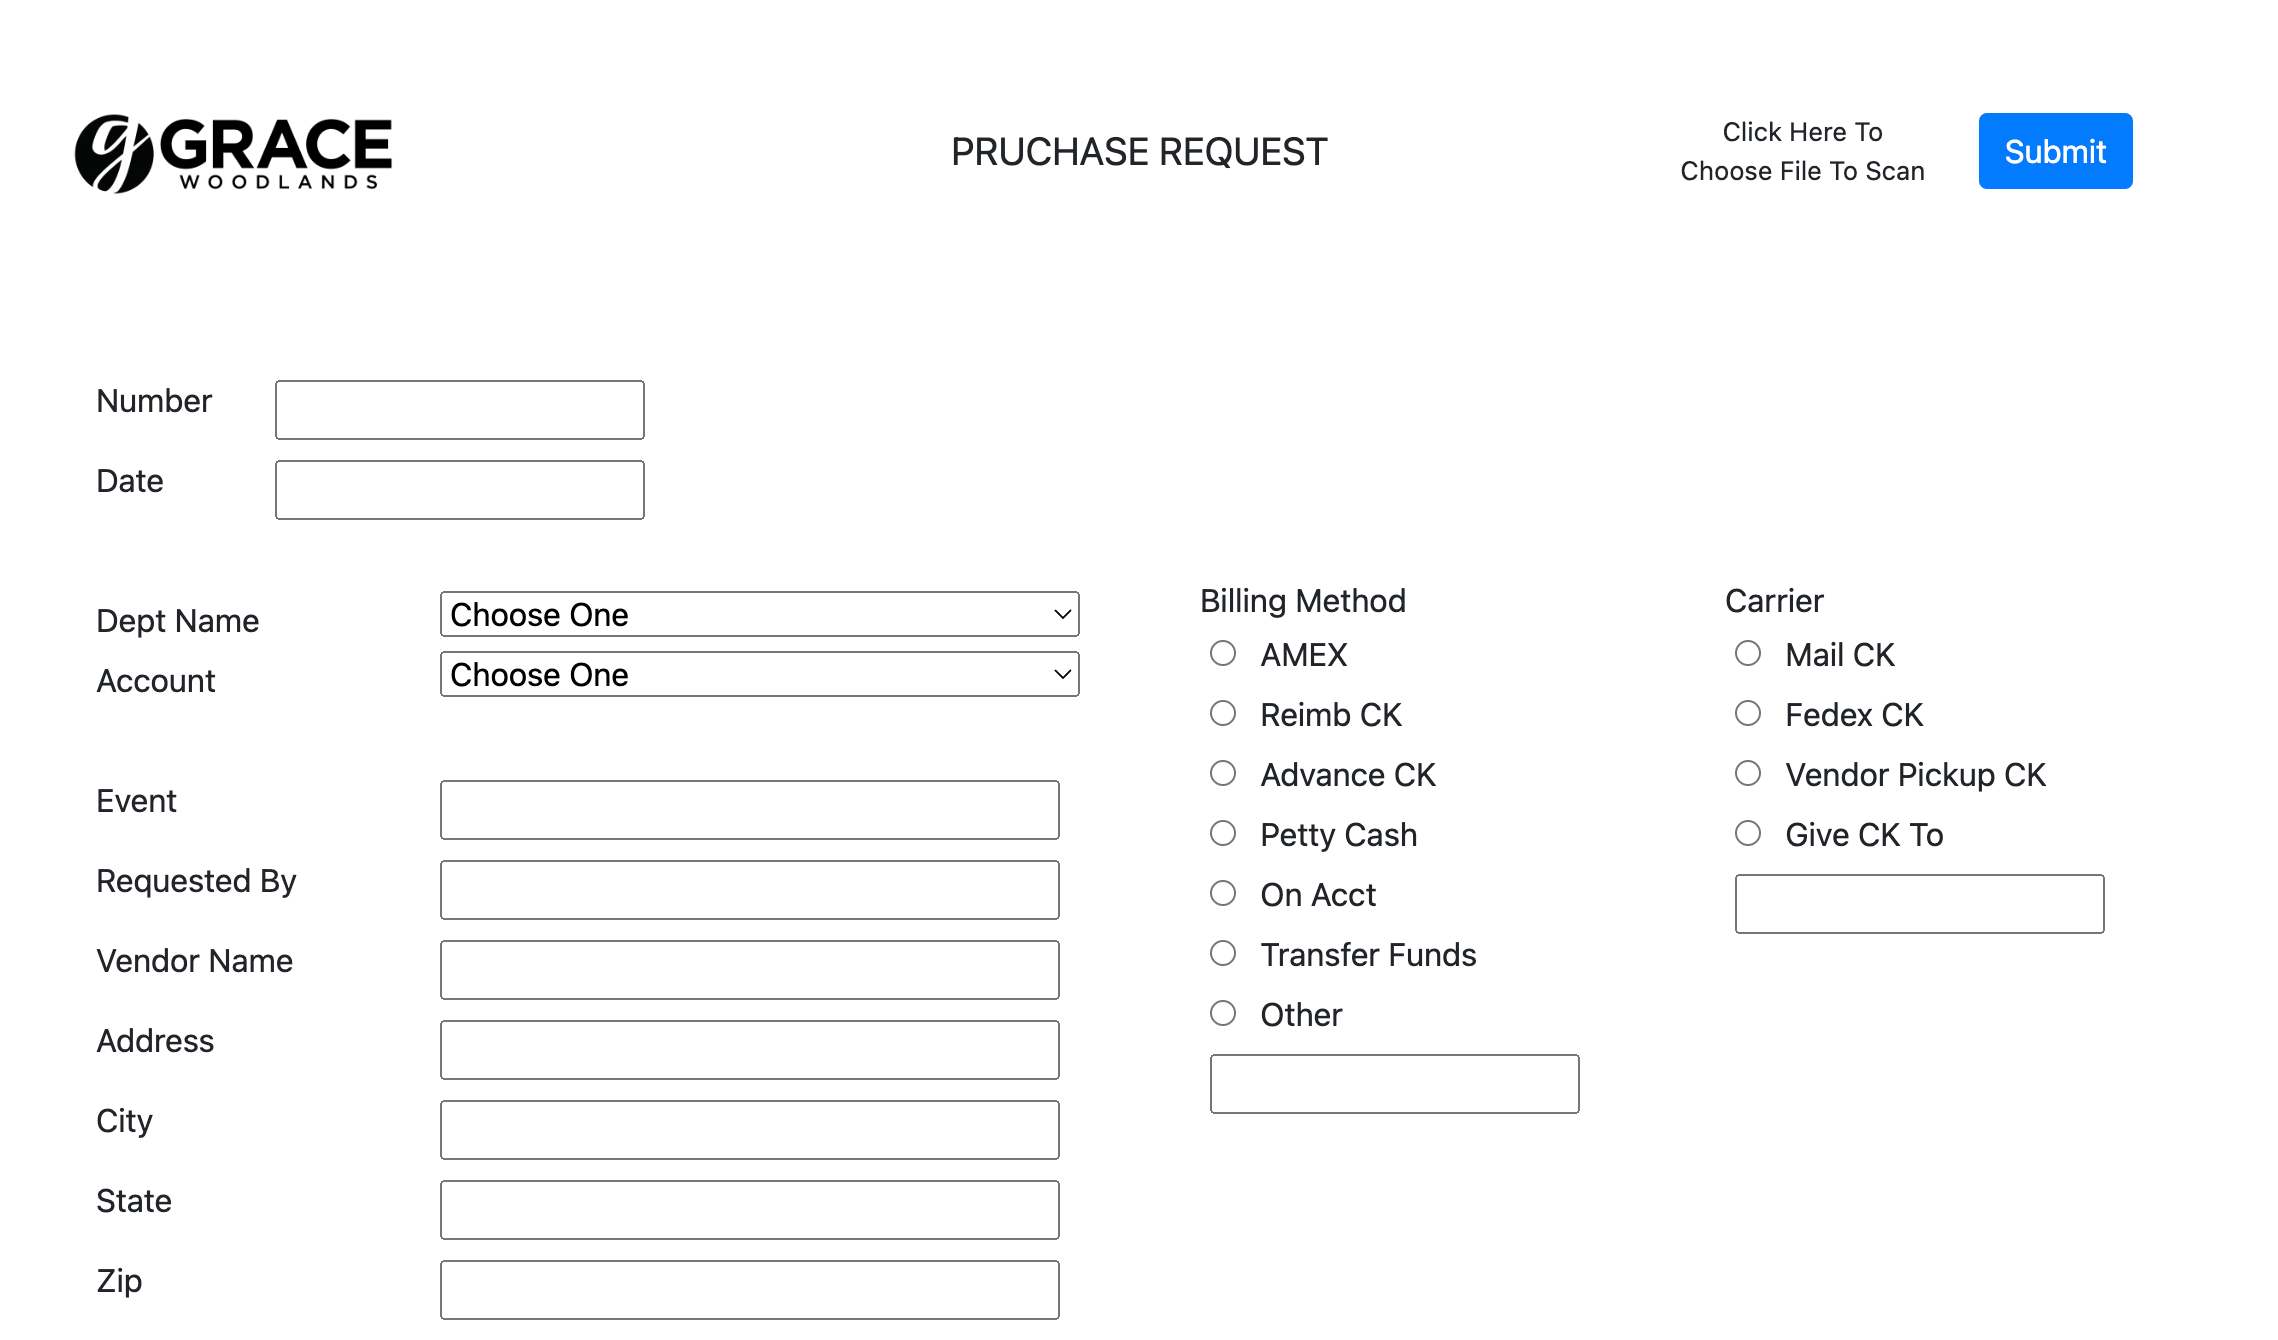 GRACE
WOODLANDS
PRUCHASE REQUEST
Click Here To
Choose File To Scan
Submit
Number
Date
Dept Name
Choose One
Account
Choose One
Event
Requested By
Vendor Name
Address
City
State
Zip
Billing Method
AMEX
Reimb CK
Advance CK
Petty Cash
On Acct
Transfer Funds
Other
Carrier
Mail CK
Fedex CK
Vendor Pickup CK
Give CK To